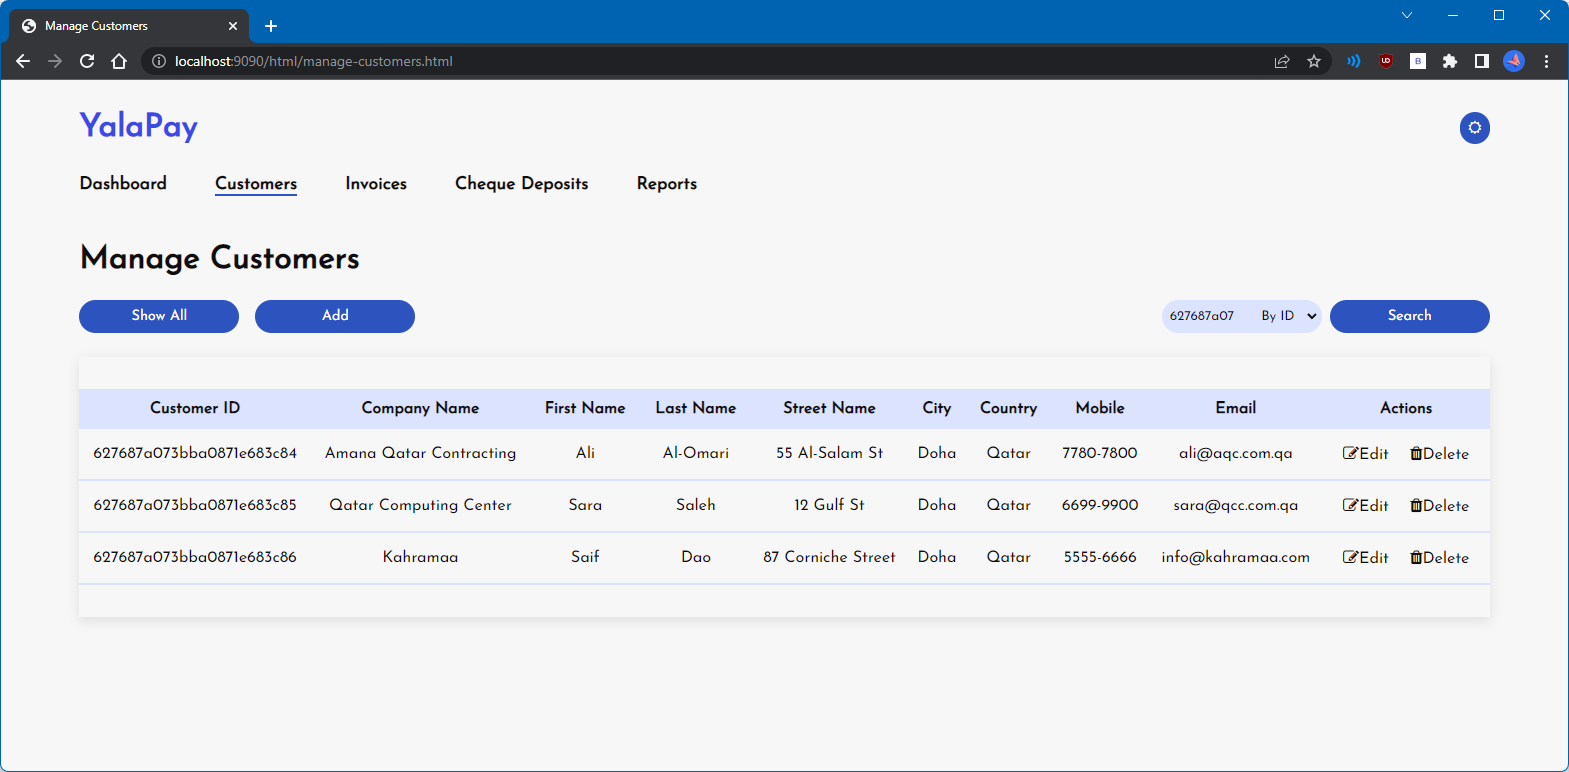 Manage Customers
localhost:9090/html/manage-customers.html
UD
B
YalaPay
Dashboard Customers Invoices Cheque Deposits Reports
Manage Customers
Show All Add 627687a07 By ID Search
Customer ID Company Name First Name Last Name Street Name City Country Mobile Email Actions
627687a073bba0871e683c84 Amana Qatar Contracting Ali Al-Omari 55 Al-Salam St Doha Qatar 7780-7800 ali@aqc.com.qa Edit Delete
627687a073bba0871e683c85 Qatar Computing Center Sara Saleh 12 Gulf St Doha Qatar 6699-9900 sara@qcc.com.qa Edit Delete
627687a073bba0871e683c86 Kahramaa Saif Dao 87 Corniche Street Doha Qatar 5555-6666 info@kahramaa.com Edit Delete